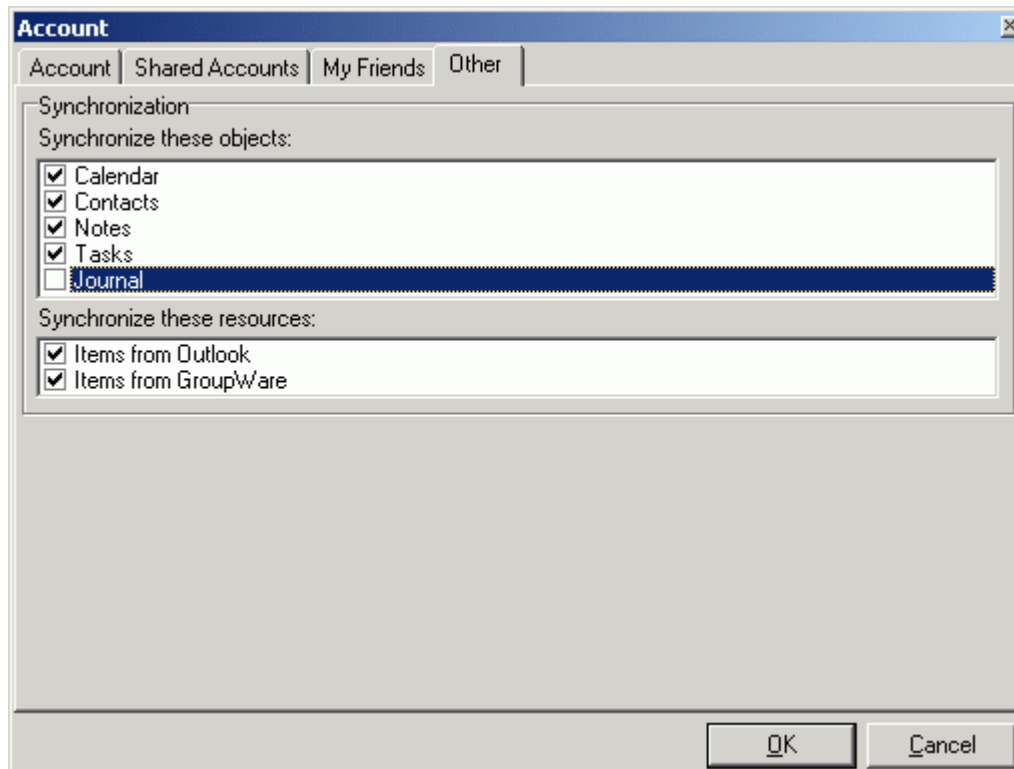 Account
Account Shared Accounts My Friends Other
Synchronization
Synchronize these objects:
Calendar
Contacts
Notes
Tasks
Journal
Synchronize these resources:
Items from Outlook
Items from GroupWare
OK Cancel